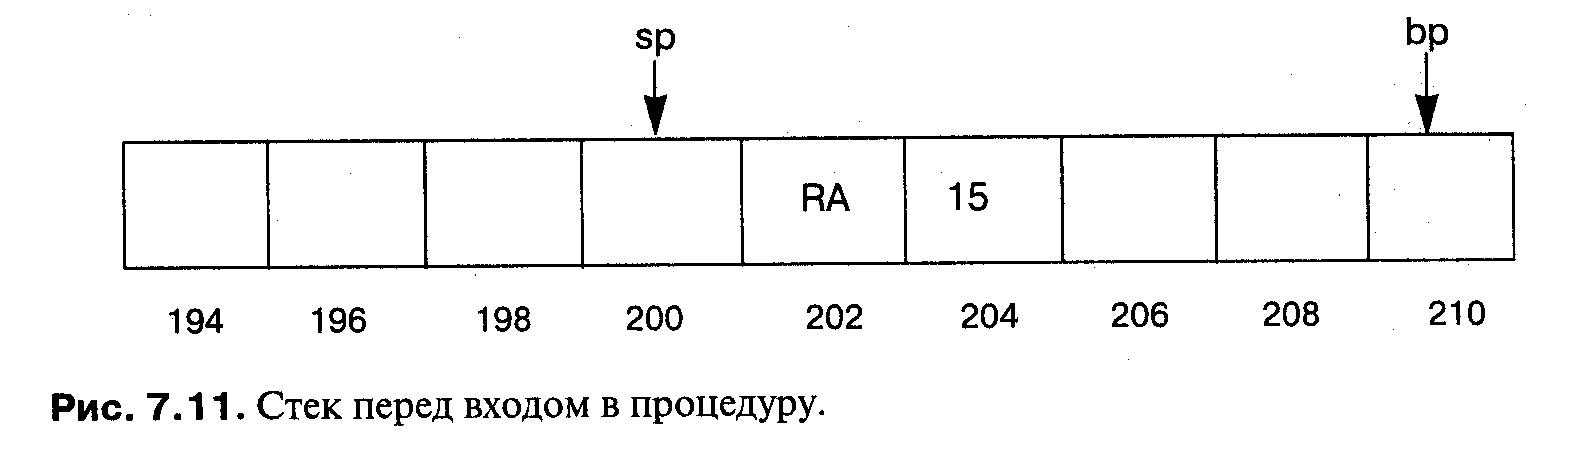 sp bp
RA 15
194 196 198 200 202 204 206 208 210
Рис. 7.11. Стек перед входом в процедуру.